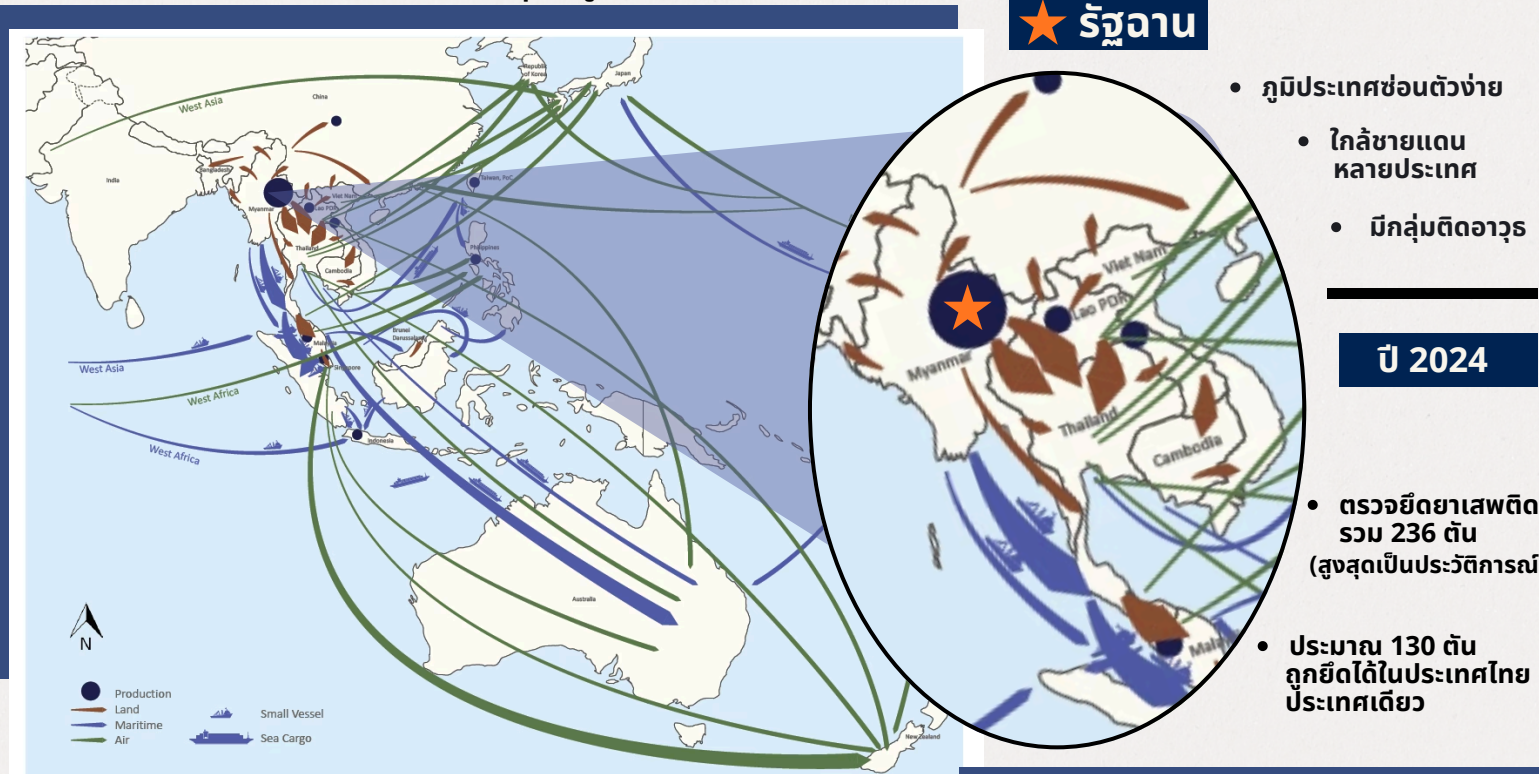 รัฐฉาน
ภูมิประเทศซ่อนตัวง่าย
ใกล้ชายแดน
หลายประเทศ
มีกลุ่มติดอาวุธ
ปี 2024
ตรวจยึดยาเสพติด
รวม 236 ตัน
(สูงสุดเป็นประวัติการณ์
ประมาณ 130 ตัน
ถูกยึดได้ในประเทศไทย
ประเทศเดียว
Republic
of Korea
Japan
West Asia
China
India
Bangladesh
Myanmar
Viet Nam
Lao PDR
Taiwan, PoC
Thailand
Cambodia
Philippines
Brunei
Darussalam
Malaysia
Singapore
West Asia
West Africa
West Africa
Indonesia
Australia
New Zealand
N
Production
Land
Maritime
Air
Small Vessel
Sea Cargo
Viet Nam
Lao PDR
Myanmar
Thailand
Cambodia